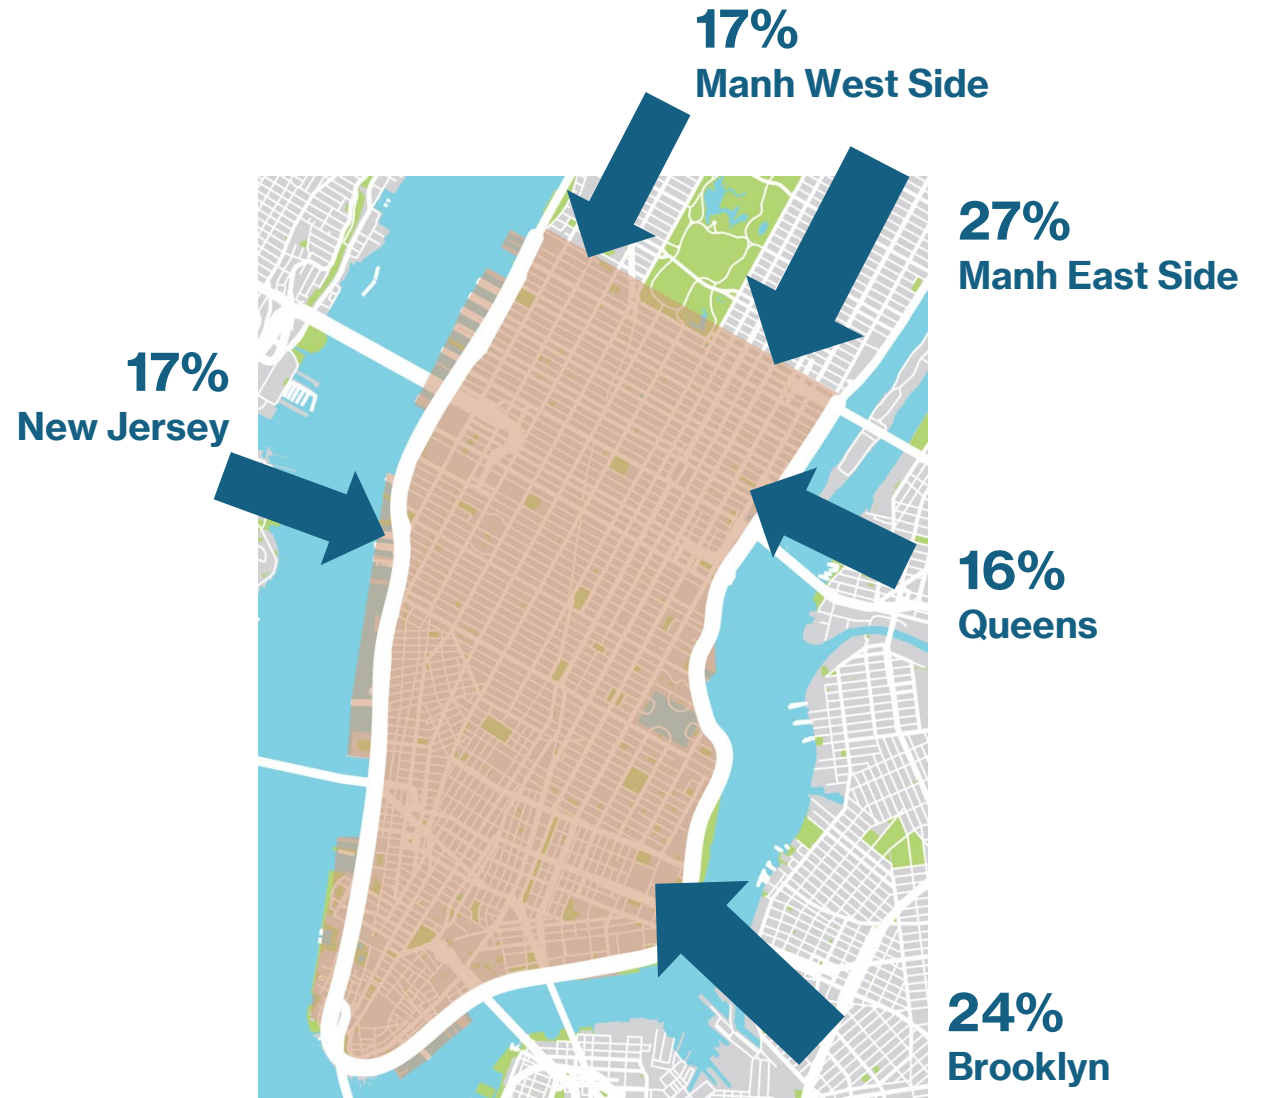 17%
Manh West Side
27%
Manh East Side
17%
New Jersey
16%
Queens
24%
Brooklyn